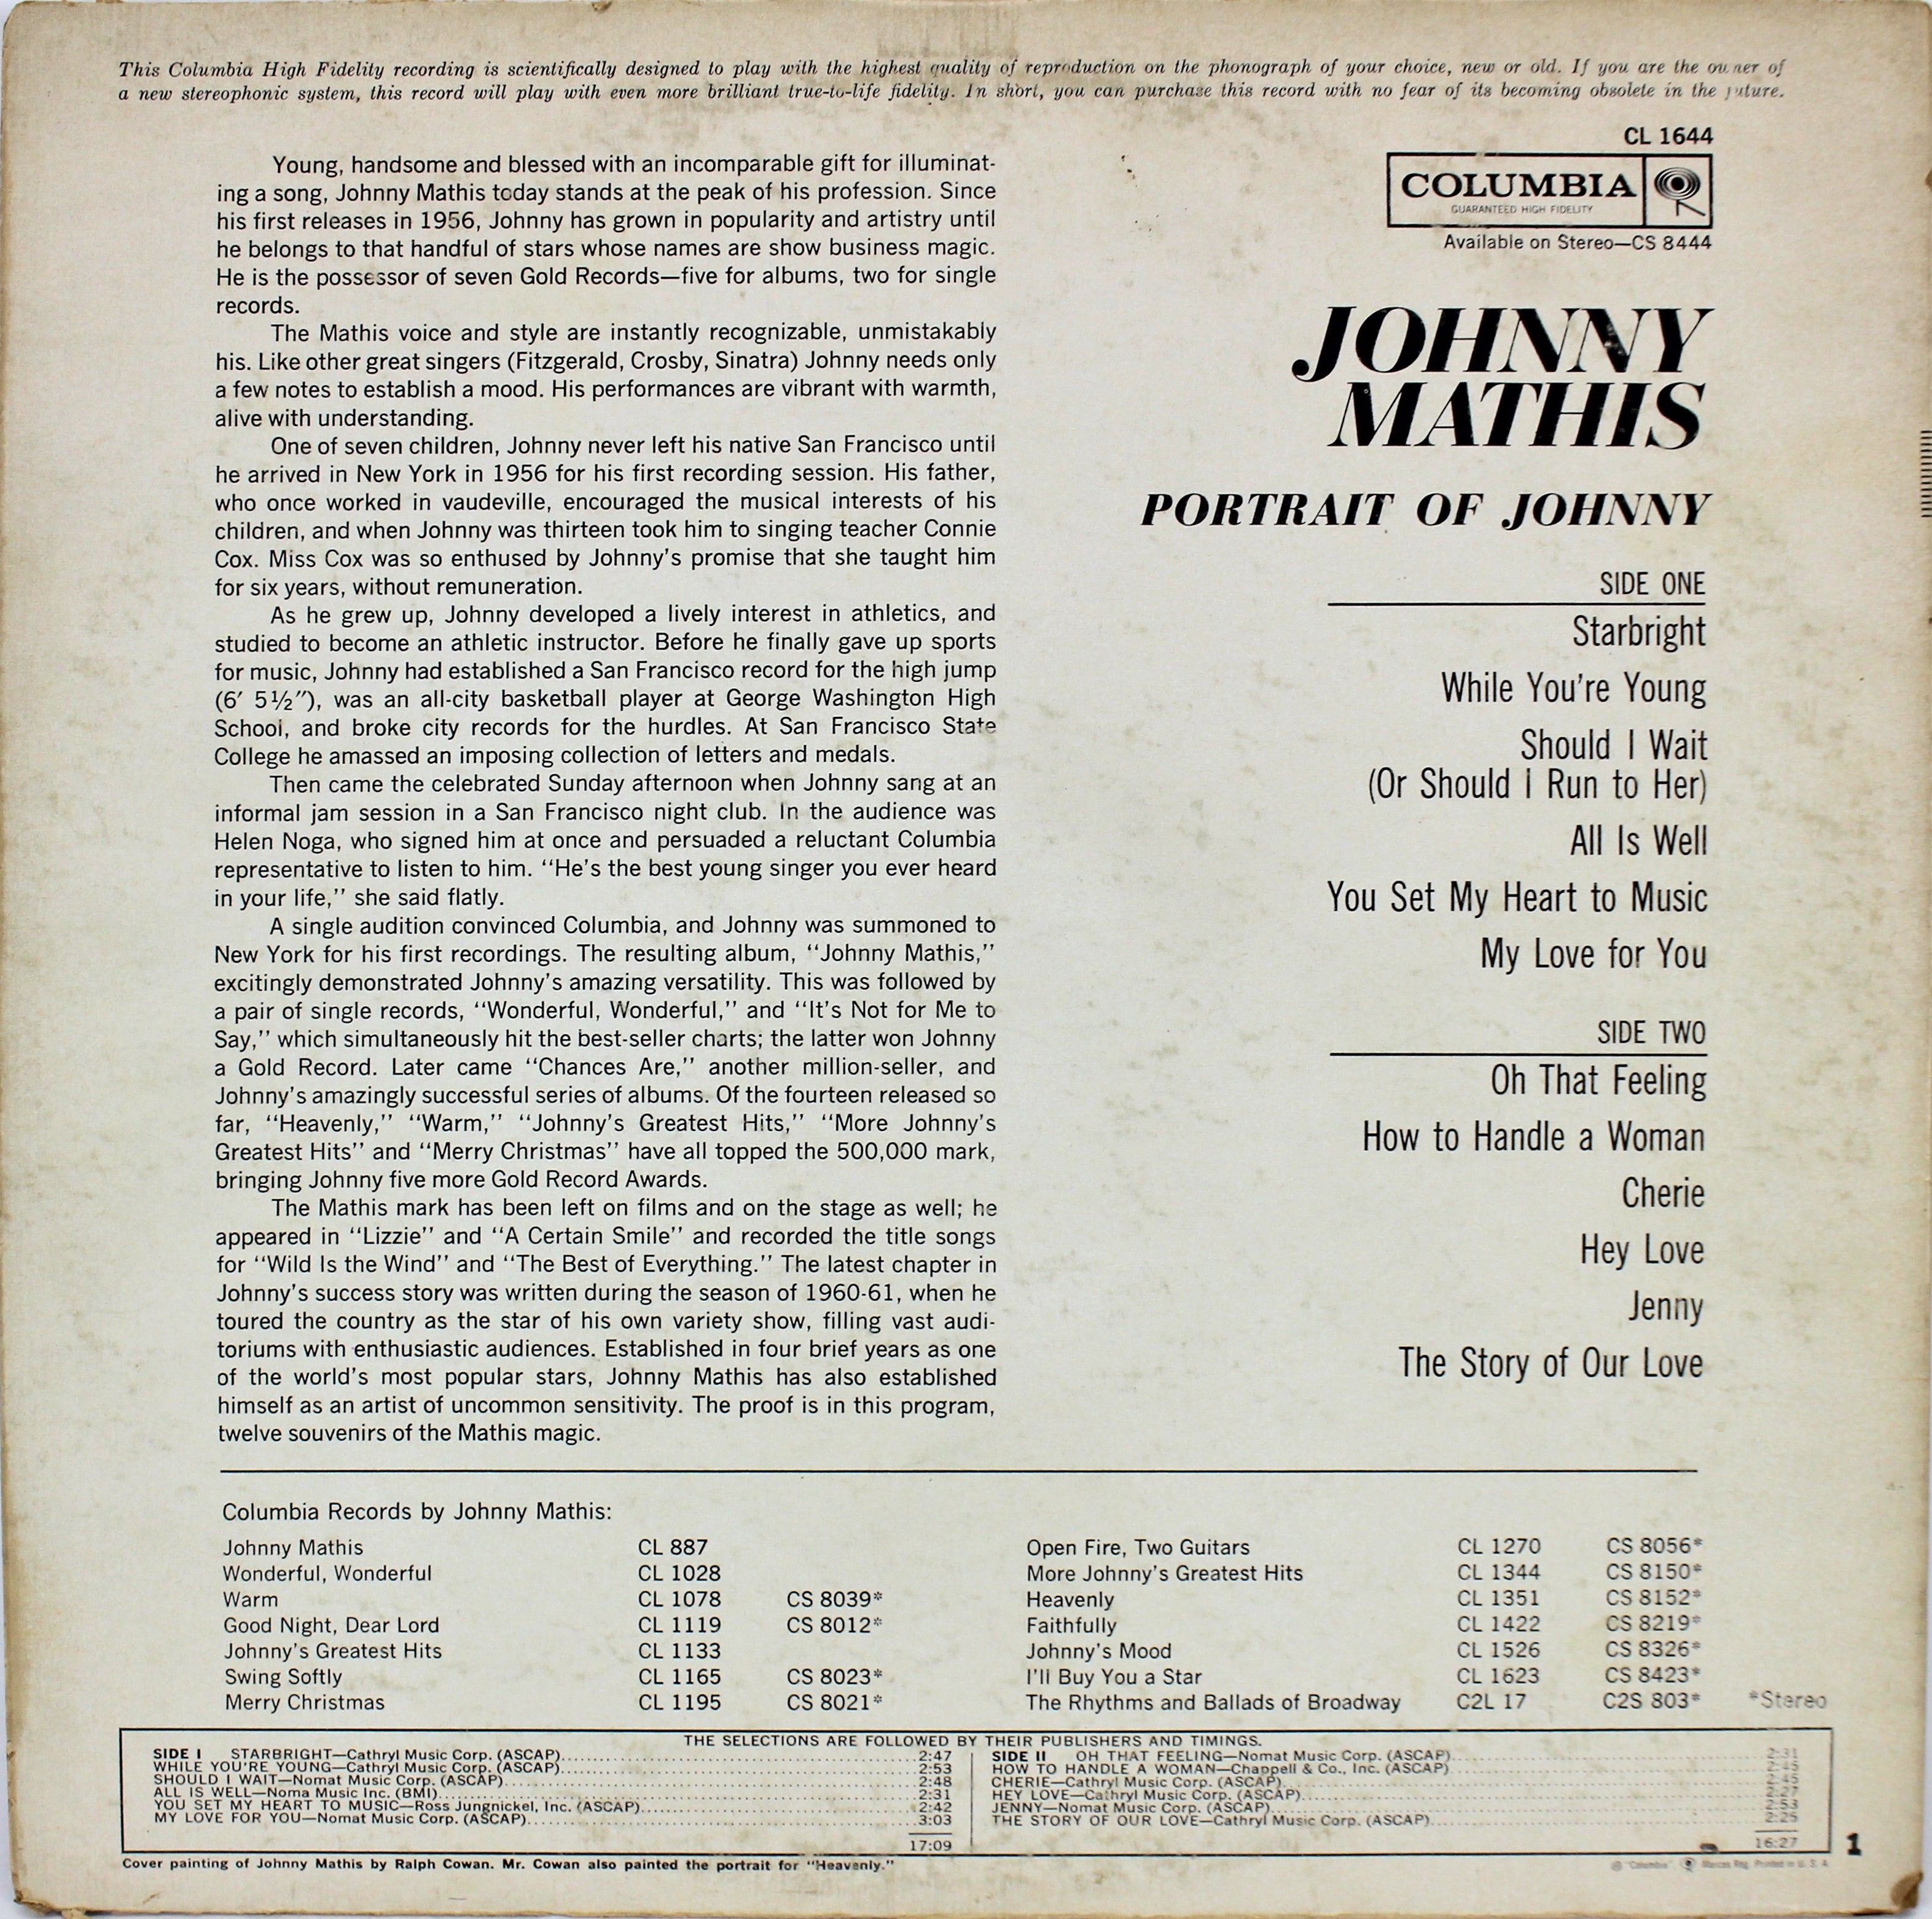 This Columbia High Fidelity recording is scientifically designed to play with the highest quality of reproduction on the phonograph of your choice, new or old. If you are the owner of
a new stereophonic system, this record will play with even more brilliant true-to-life fidelity. In short, you can purchase this record with no fear of its becoming obsolete in the future.
Young, handsome and blessed with an incomparable gift for illuminat-
ing a song, Johnny Mathis today stands at the peak of his profession. Since
his first releases in 1956, Johnny has grown in popularity and artistry until
he belongs to that handful of stars whose names are show business magic.
He is the possessor of seven Gold Records—five for albums, two for single
records.
The Mathis voice and style are instantly recognizable, unmistakably
his. Like other great singers (Fitzgerald, Crosby, Sinatra) Johnny needs only
a few notes to establish a mood. His performances are vibrant with warmth,
alive with understanding.
One of seven children, Johnny never left his native San Francisco until
he arrived in New York in 1956 for his first recording session. His father,
who once worked in vaudeville, encouraged the musical interests of his
children, and when Johnny was thirteen took him to singing teacher Connie
Cox. Miss Cox was so enthused by Johnny's promise that she taught him
for six years, without remuneration.
As he grew up, Johnny developed a lively interest in athletics, and
studied to become an athletic instructor. Before he finally gave up sports
for music, Johnny had established a San Francisco record for the high jump
(6′ 5½″), was an all-city basketball player at George Washington High
School, and broke city records for the hurdles. At San Francisco State
College he amassed an imposing collection of letters and medals.
Then came the celebrated Sunday afternoon when Johnny sang at an
informal jam session in a San Francisco night club. In the audience was
Helen Noga, who signed him at once and persuaded a reluctant Columbia
representative to listen to him. "He's the best young singer you ever heard
in your life," she said flatly.
A single audition convinced Columbia, and Johnny was summoned to
New York for his first recordings. The resulting album, "Johnny Mathis,"
excitingly demonstrated Johnny's amazing versatility. This was followed by
a pair of single records, "Wonderful, Wonderful," and "It's Not for Me to
Say," which simultaneously hit the best-seller charts; the latter won Johnny
a Gold Record. Later came "Chances Are," another million-seller, and
Johnny's amazingly successful series of albums. Of the fourteen released so
far, "Heavenly," "Warm," "Johnny's Greatest Hits," "More Johnny's
Greatest Hits" and "Merry Christmas" have all topped the 500,000 mark,
bringing Johnny five more Gold Record Awards.
The Mathis mark has been left on films and on the stage as well; he
appeared in "Lizzie" and "A Certain Smile" and recorded the title songs
for "Wild Is the Wind" and "The Best of Everything." The latest chapter in
Johnny's success story was written during the season of 1960-61, when he
toured the country as the star of his own variety show, filling vast audi-
toriums with enthusiastic audiences. Established in four brief years as one
of the world's most popular stars, Johnny Mathis has also established
himself as an artist of uncommon sensitivity. The proof is in this program,
twelve souvenirs of the Mathis magic.
CL 1644
COLUMBIA
GUARANTEED HIGH FIDELITY
Available on Stereo—CS 8444
JOHNNY
MATHIS
PORTRAIT OF JOHNNY
SIDE ONE
Starbright
While You're Young
Should I Wait
(Or Should I Run to Her)
All Is Well
You Set My Heart to Music
My Love for You
SIDE TWO
Oh That Feeling
How to Handle a Woman
Cherie
Hey Love
Jenny
The Story of Our Love
Columbia Records by Johnny Mathis:
Johnny Mathis CL 887
Wonderful, Wonderful CL 1028
Warm CL 1078 CS 8039*
Good Night, Dear Lord CL 1119 CS 8012*
Johnny's Greatest Hits CL 1133
Swing Softly CL 1165 CS 8023*
Merry Christmas CL 1195 CS 8021*
Open Fire, Two Guitars CL 1270 CS 8056*
More Johnny's Greatest Hits CL 1344 CS 8150*
Heavenly CL 1351 CS 8152*
Faithfully CL 1422 CS 8219*
Johnny's Mood CL 1526 CS 8326*
I'll Buy You a Star CL 1623 CS 8423*
The Rhythms and Ballads of Broadway C2L 17 C2S 803* *Stereo
THE SELECTIONS ARE FOLLOWED BY THEIR PUBLISHERS AND TIMINGS.
SIDE I STARBRIGHT—Cathryl Music Corp. (ASCAP) 2:47
WHILE YOU'RE YOUNG—Cathryl Music Corp. (ASCAP) 2:53
SHOULD I WAIT—Nomat Music Corp. (ASCAP) 2:48
ALL IS WELL—Noma Music Inc. (BMI) 2:31
YOU SET MY HEART TO MUSIC—Ross Jungnickel, Inc. (ASCAP) 2:42
MY LOVE FOR YOU—Nomat Music Corp. (ASCAP) 3:03
17:09
SIDE II OH THAT FEELING—Nomat Music Corp. (ASCAP) 2:31
HOW TO HANDLE A WOMAN—Chappell & Co., Inc. (ASCAP)
CHERIE—Cathryl Music Corp. (ASCAP)
HEY LOVE—Cathryl Music Corp. (ASCAP)
JENNY—Nomat Music Corp. (ASCAP) 2:53
THE STORY OF OUR LOVE—Cathryl Music Corp. (ASCAP) 2:25
16:27
1
Cover painting of Johnny Mathis by Ralph Cowan. Mr. Cowan also painted the portrait for "Heavenly."
® "Columbia" Marcas Reg. Printed in U. S. A.